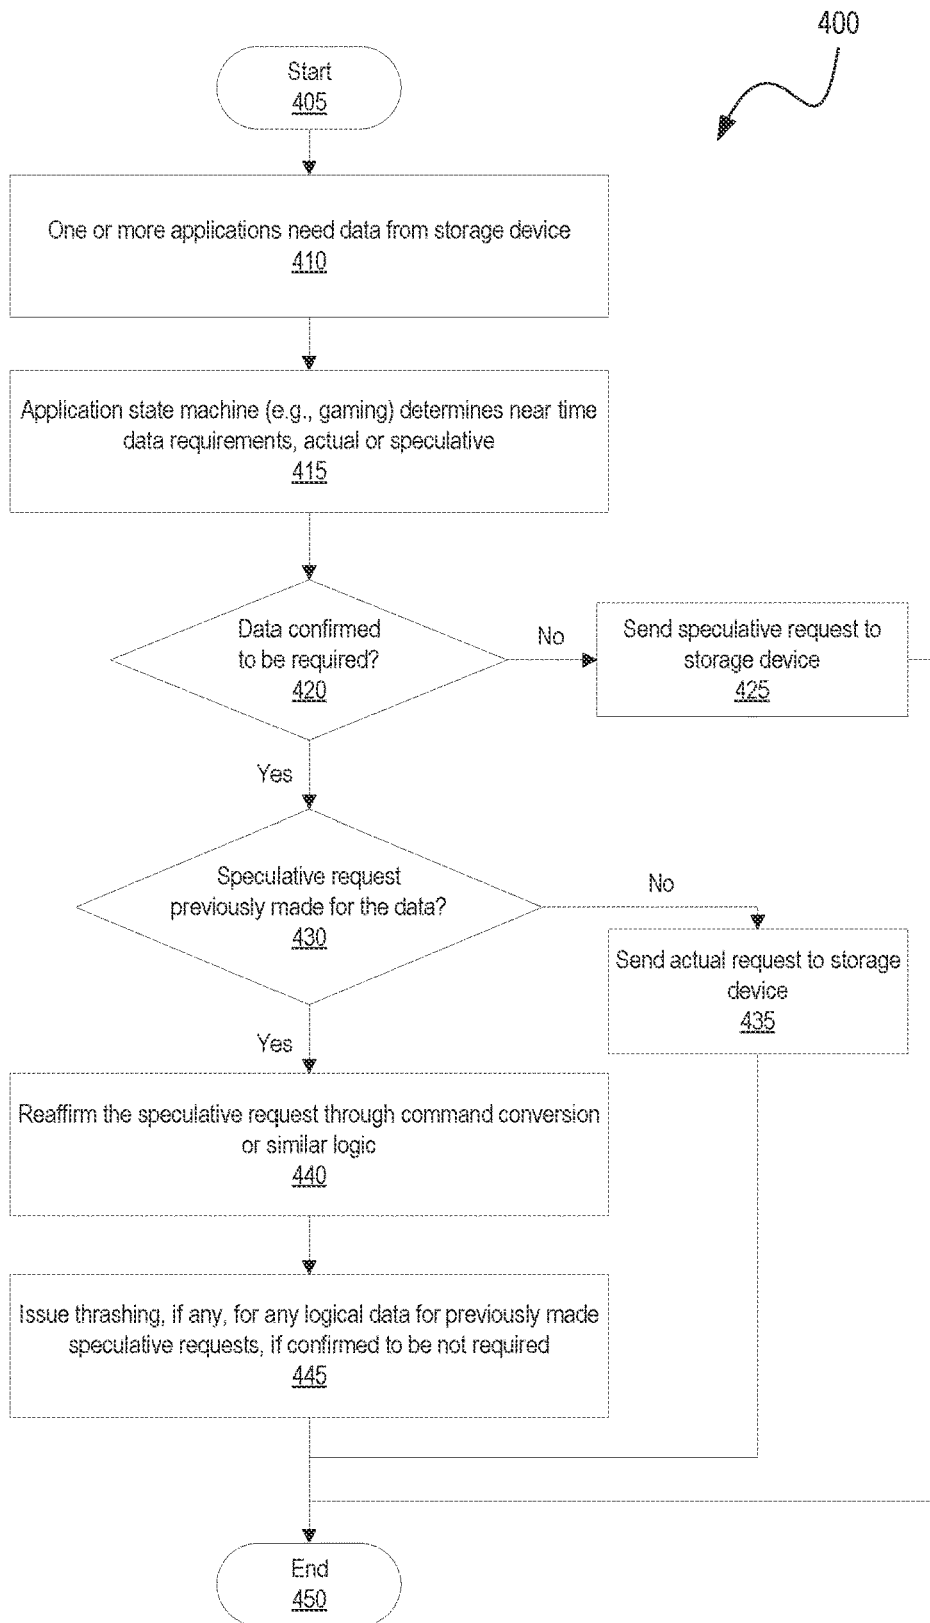 400
Start
405
One or more applications need data from storage device
410
Application state machine (e.g., gaming) determines near time
data requirements, actual or speculative
415
Data confirmed
to be required?
420
No
Send speculative request to
storage device
425
Yes
Speculative request
previously made for the data?
430
No
Send actual request to storage
device
435
Yes
Reaffirm the speculative request through command conversion
or similar logic
440
Issue thrashing, if any, for any logical data for previously made
speculative requests, if confirmed to be not required
445
End
450